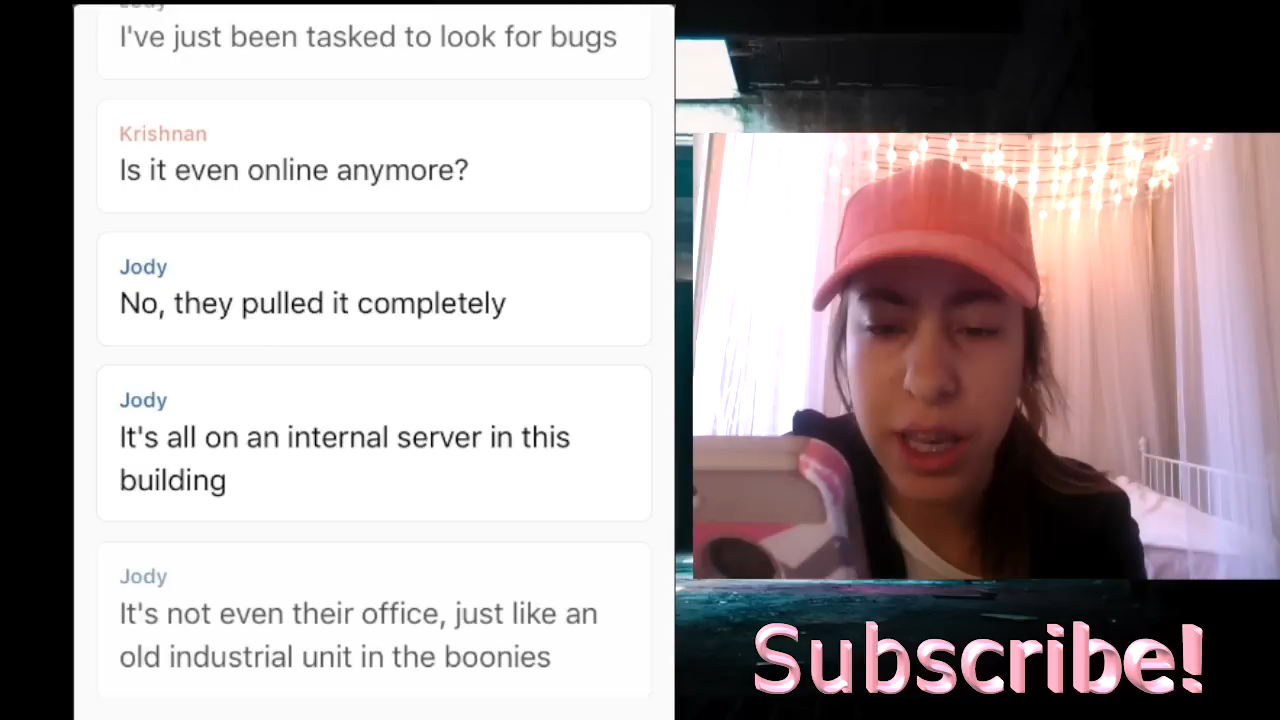 Jody
I've just been tasked to look for bugs
Krishnan
Is it even online anymore?
Jody
No, they pulled it completely
Jody
It's all on an internal server in this
building
Jody
It's not even their office, just like an
old industrial unit in the boonies
Subscribe!